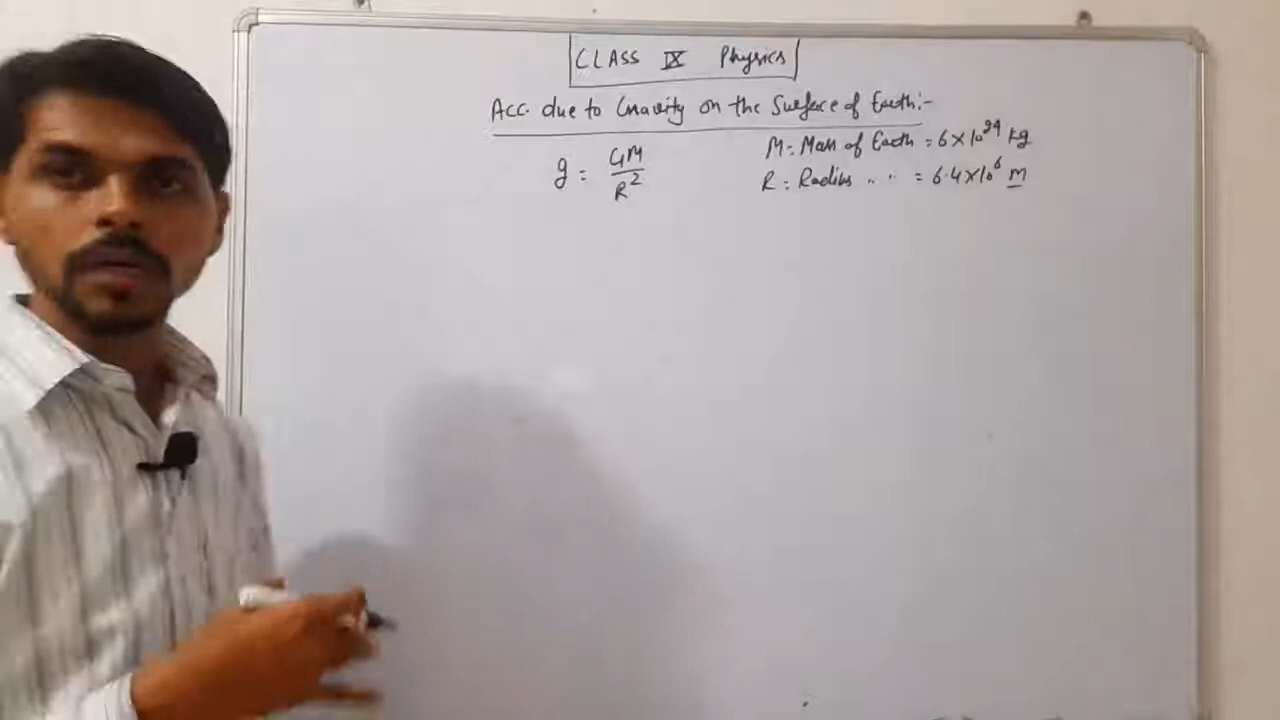 CLASS IX Physics
Acc. due to Gravity on the Surface of Earth:-
g = GM/R²
M = Mass of Earth = 6×10²⁴ kg
R = Radius " " = 6.4×10⁶ m